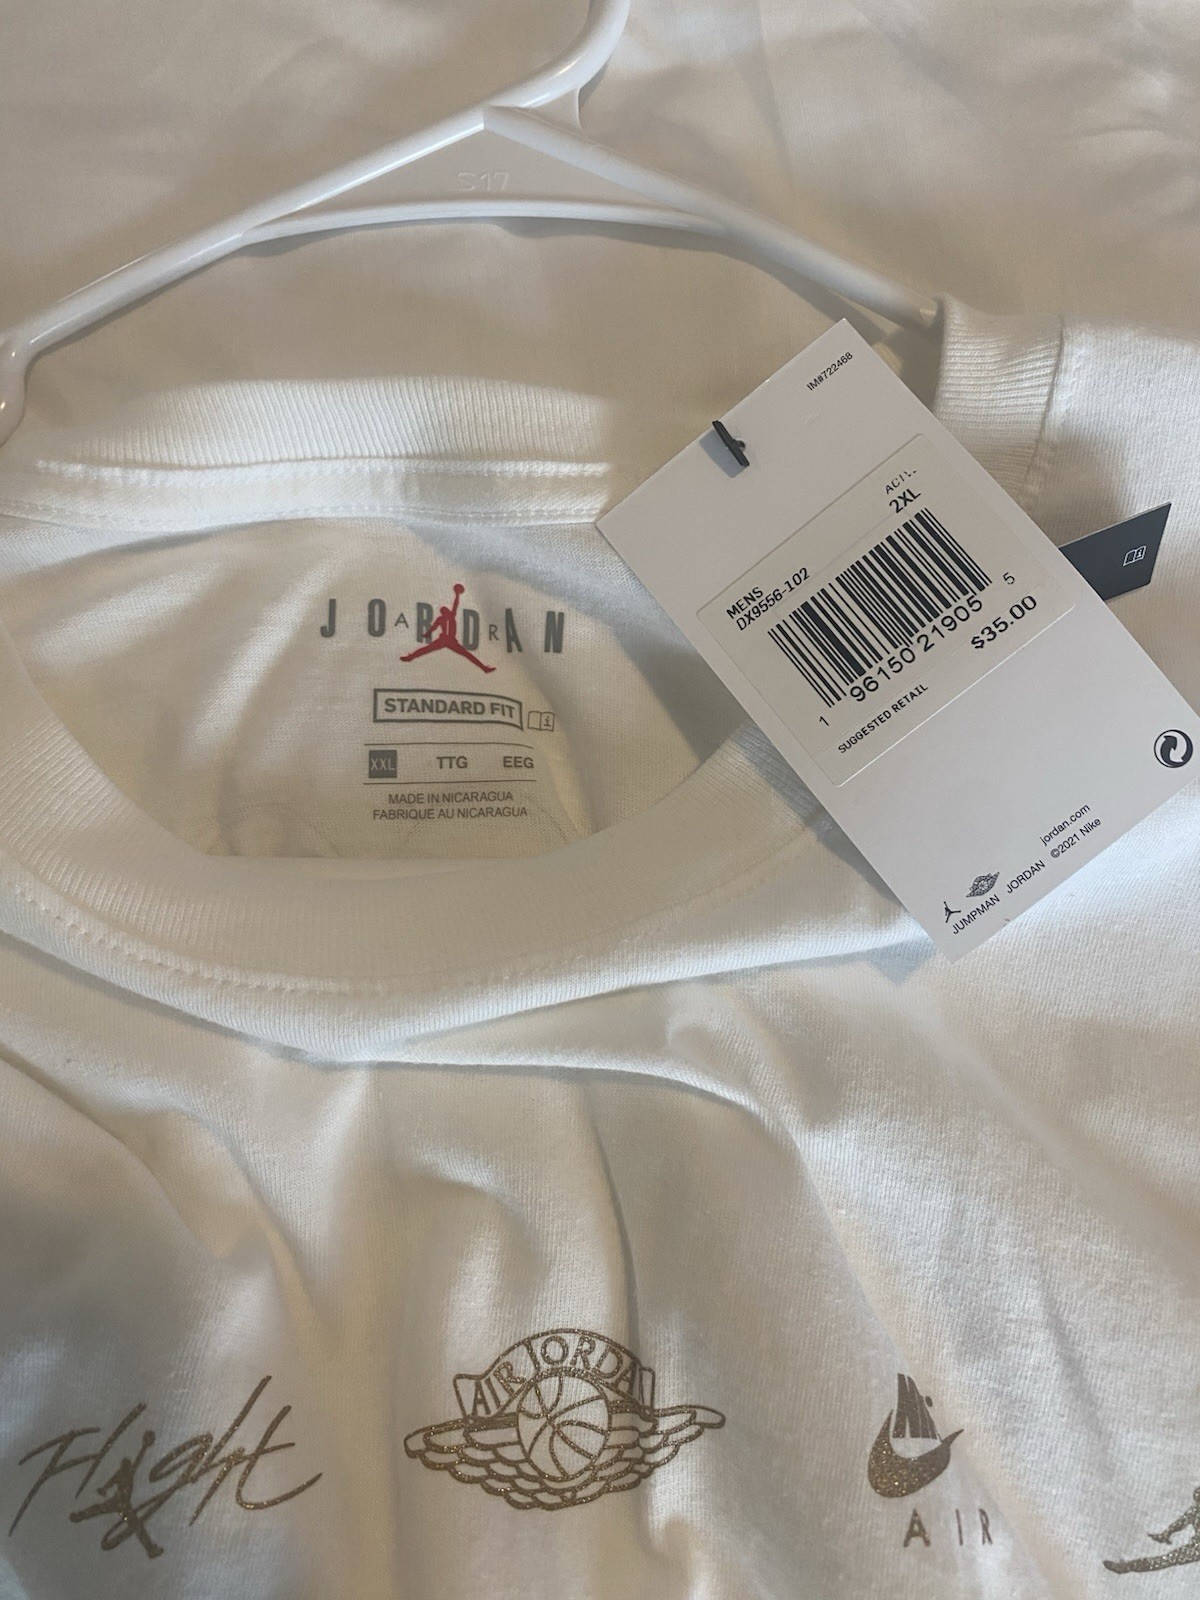 S17
IM#722468
2XL
MENS
DX9556-102
1 96150 21905 5
$35.00
SUGGESTED RETAIL
jordan.com
©2021 Nike
JUMPMAN JORDAN
JORDAN
AIR
STANDARD FIT
XXL TTG EEG
MADE IN NICARAGUA
FABRIQUE AU NICARAGUA
Flight
AIR JORDAN
AIR